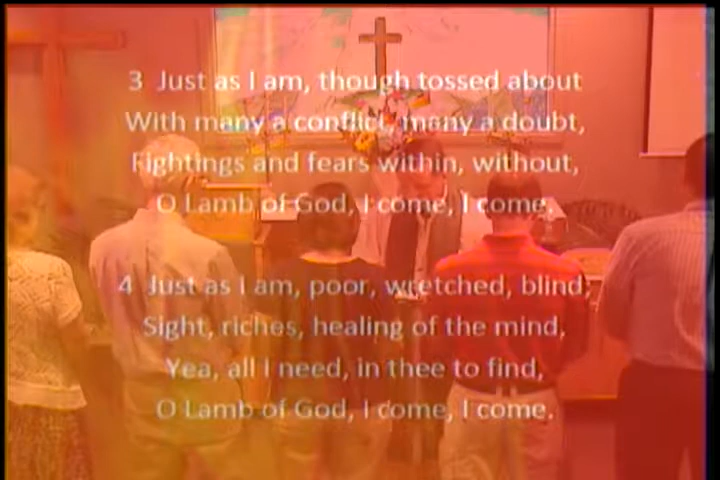 3 Just as I am, though tossed about
With many a conflict, many a doubt,
Fightings and fears within, without,
O Lamb of God, I come, I come.
4 Just as I am, poor, wretched, blind;
Sight, riches, healing of the mind,
Yea, all I need, in thee to find,
O Lamb of God, I come, I come.